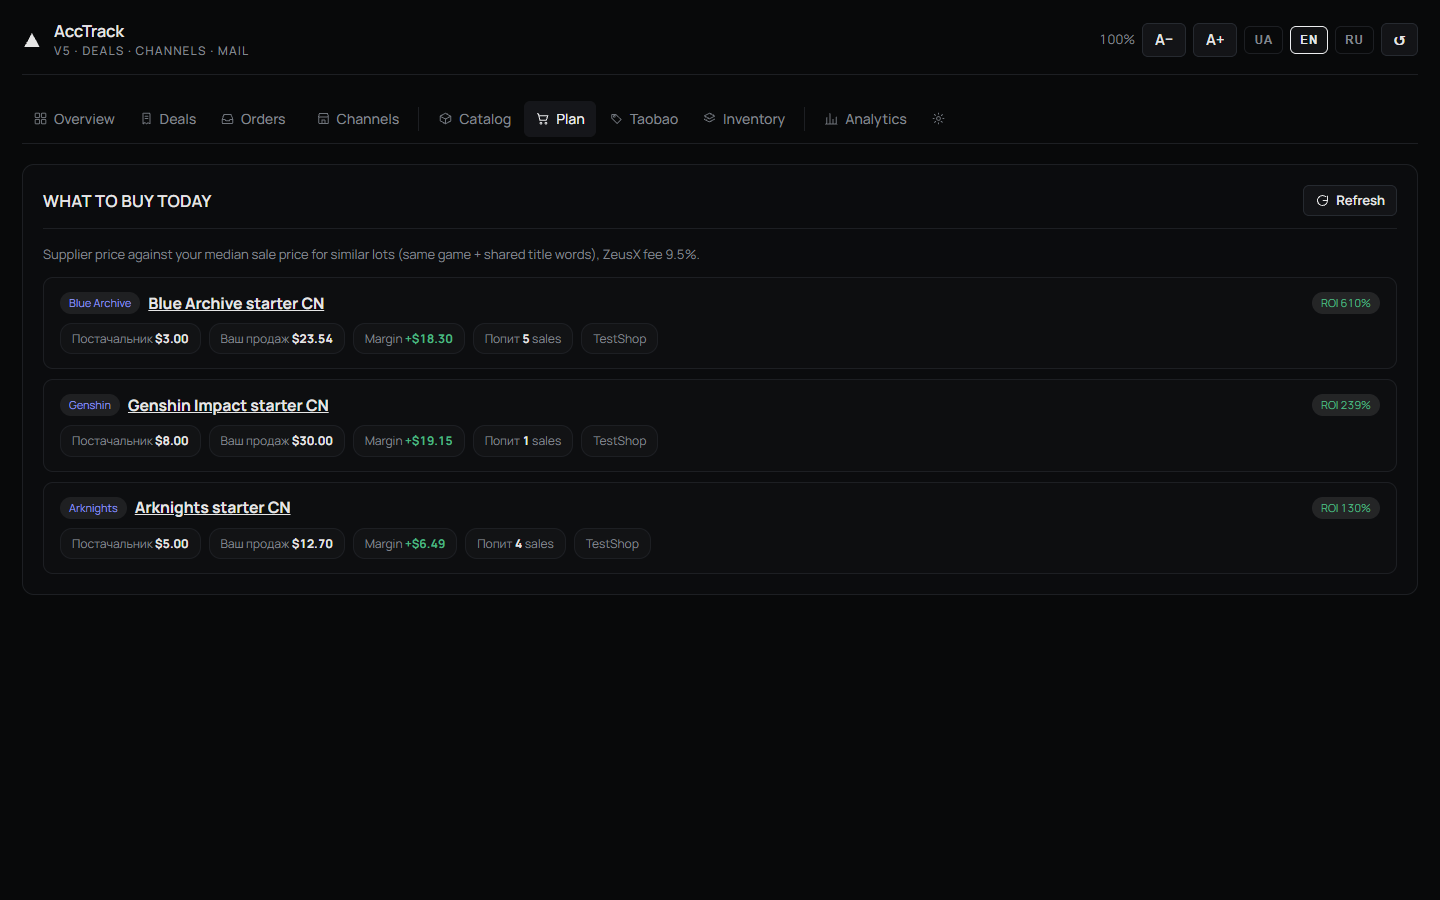 AccTrack
V5 · DEALS · CHANNELS · MAIL
100% A− A+ UA EN RU ↺
Overview Deals Orders Channels Catalog Plan Taobao Inventory Analytics
WHAT TO BUY TODAY
Refresh
Supplier price against your median sale price for similar lots (same game + shared title words), ZeusX fee 9.5%.
Blue Archive Blue Archive starter CN ROI 610%
Постачальник $3.00 Ваш продаж $23.54 Margin +$18.30 Попит 5 sales TestShop
Genshin Genshin Impact starter CN ROI 239%
Постачальник $8.00 Ваш продаж $30.00 Margin +$19.15 Попит 1 sales TestShop
Arknights Arknights starter CN ROI 130%
Постачальник $5.00 Ваш продаж $12.70 Margin +$6.49 Попит 4 sales TestShop